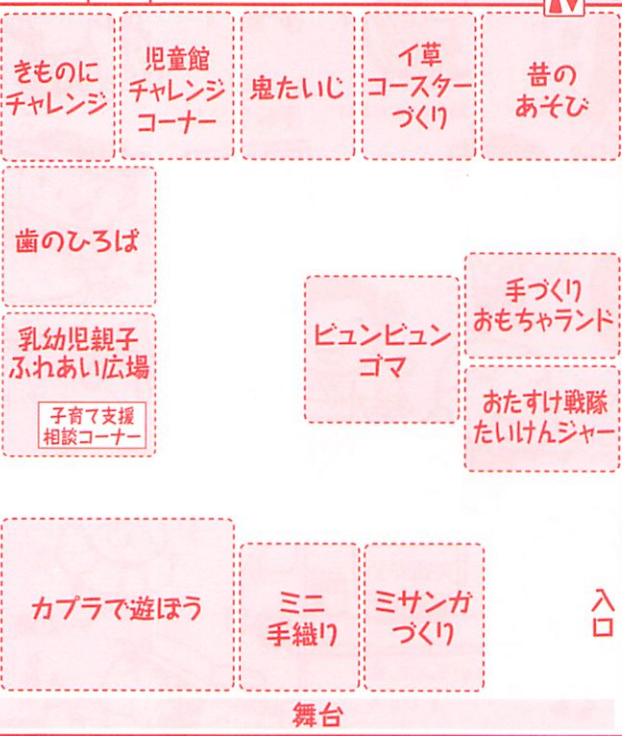 きものに
チャレンジ
児童館
チャレンジ
コーナー
鬼たいじ
イ草
コースター
づくり
昔の
あそび
歯のひろば
乳幼児親子
ふれあい広場
子育て支援
相談コーナー
ビュンビュン
ゴマ
手づくり
おもちゃランド
おたすけ戦隊
たいけんジャー
カプラで遊ぼう
ミニ
手織り
ミサンガ
づくり
入口
舞台